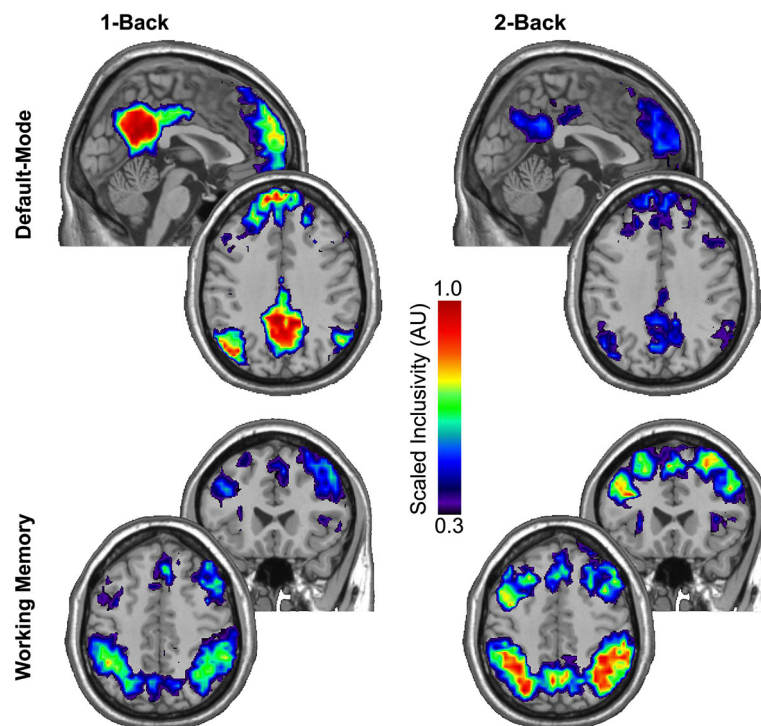 1-Back
2-Back
Default-Mode
1.0
Scaled Inclusivity (AU)
0.3
Working Memory